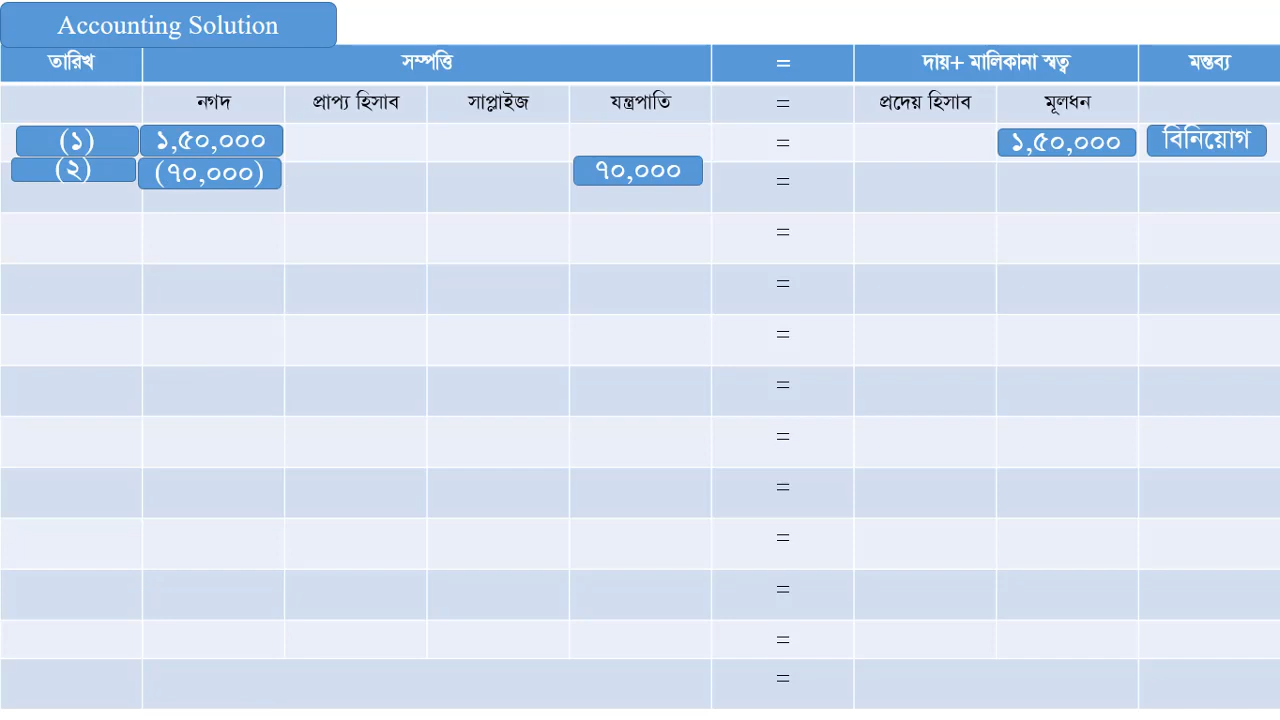 Accounting Solution
তারিখ সম্পত্তি = দায়+ মালিকানা স্বত্ব মন্তব্য
নগদ প্রাপ্য হিসাব সাপ্লাইজ যন্ত্রপাতি = প্রদেয় হিসাব মূলধন
(১) ১,৫০,০০০ = ১,৫০,০০০ বিনিয়োগ
(২) (৭০,০০০) ৭০,০০০ =
=
=
=
=
=
=
=
=
=
=